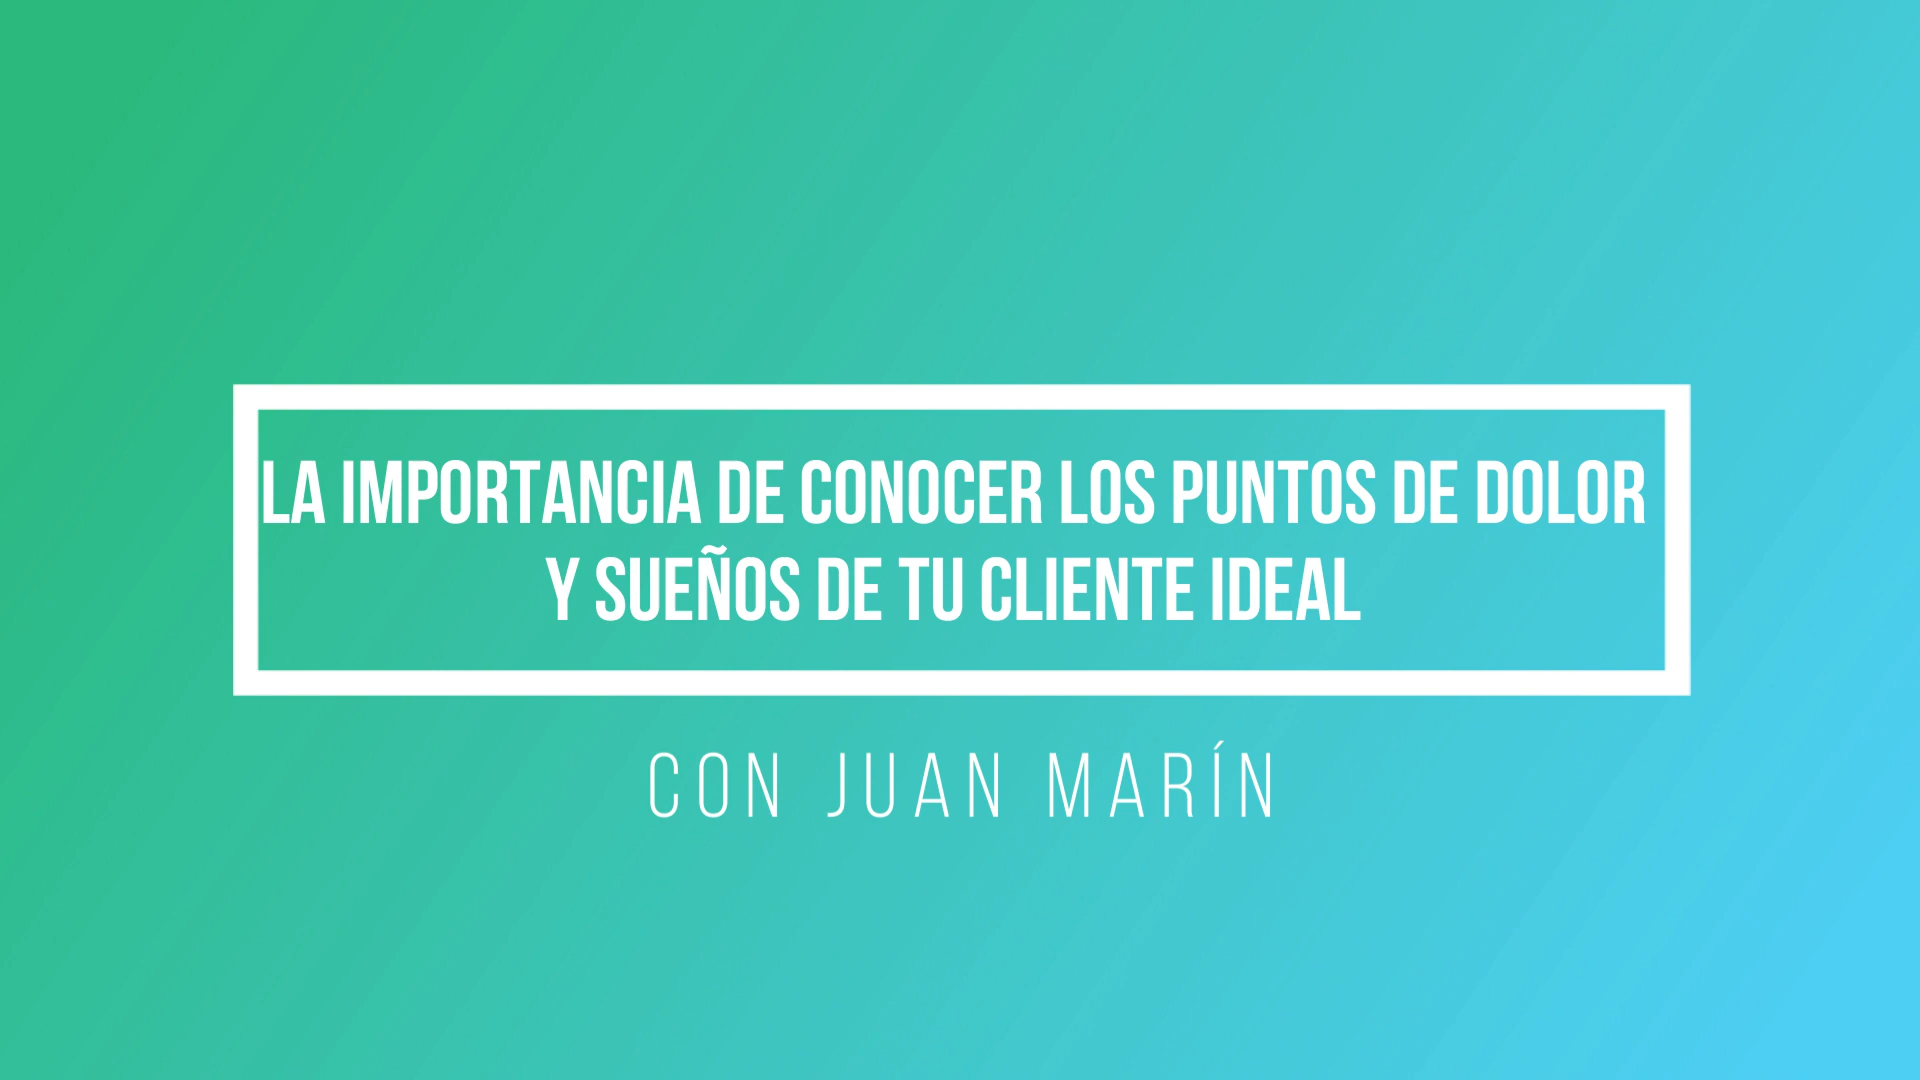 LA IMPORTANCIA DE CONOCER LOS PUNTOS DE DOLOR
Y SUEÑOS DE TU CLIENTE IDEAL
CON JUAN MARÍN